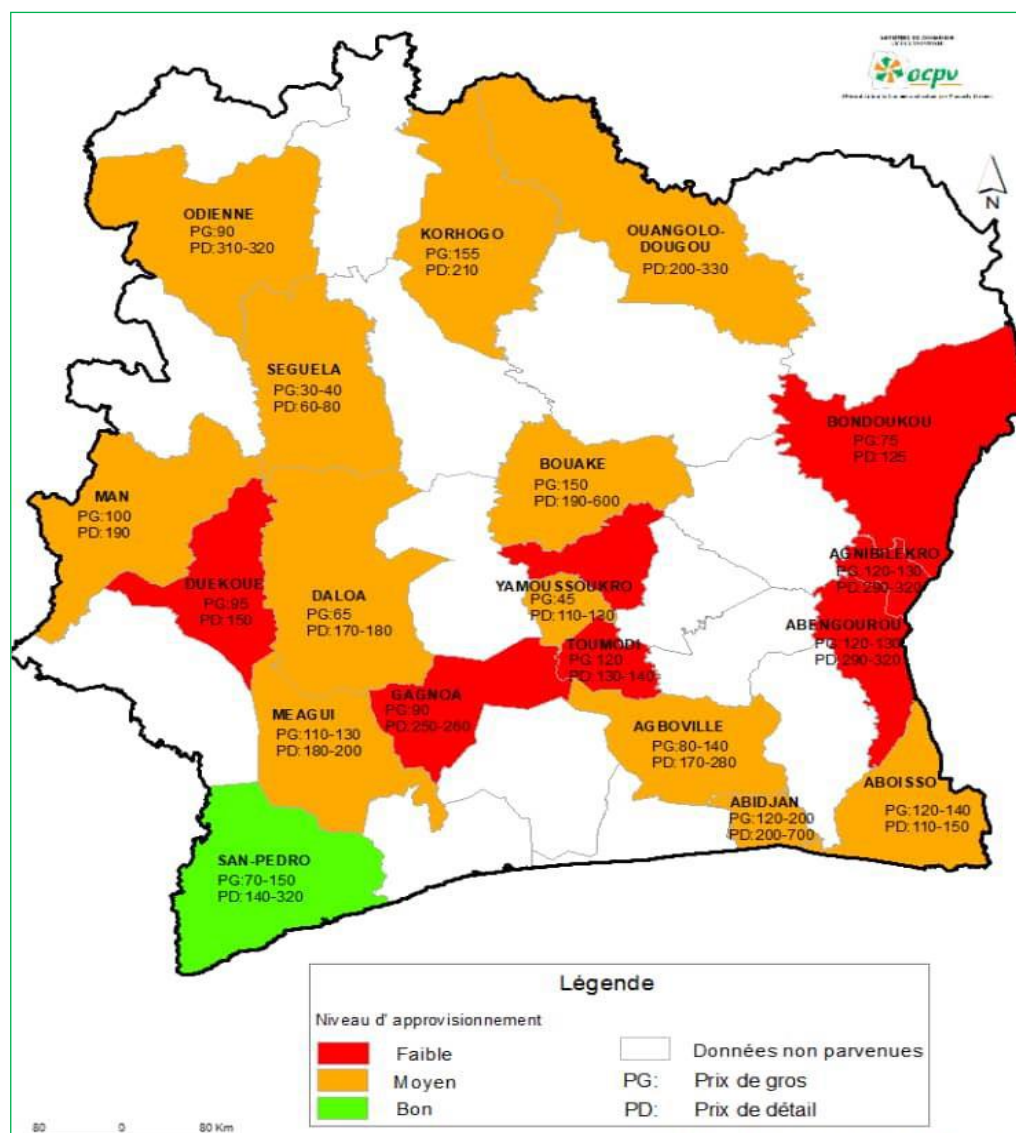 ocpv
N
ODIENNE
PG:90
PD:310-320
KORHOGO
PG:155
PD:210
OUANGOLO-
DOUGOU
PD:200-330
SEGUELA
PG:30-40
PD:60-80
BONDOUKOU
PG:75
PD:125
BOUAKE
PG:150
PD:190-600
MAN
PG:100
PD:190
AGNIBILEKRO
PG:120-130
PD:290-320
DUEKOUE
PG:95
PD:150
DALOA
PG:65
PD:170-180
YAMOUSSOUKRO
PG:45
PD:110-120
ABENGOUROU
PG:120-130
PD:290-320
TOUMODI
PG:120
PD:130-140
GAGNOA
PG:90
PD:250-260
MEAGUI
PG:110-130
PD:180-200
AGBOVILLE
PG:80-140
PD:170-280
ABOISSO
PG:120-140
PD:110-150
ABIDJAN
PG:120-200
PD:200-700
SAN-PEDRO
PG:70-150
PD:140-320
Légende
Niveau d' approvisionnement
Faible
Moyen
Bon
Données non parvenues
PG: Prix de gros
PD: Prix de détail
80 0 80 Km